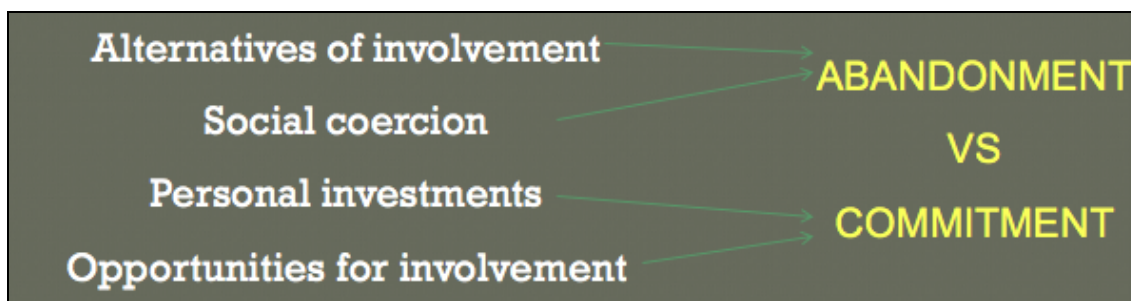 Alternatives of involvement
Social coercion
Personal investments
Opportunities for involvement
ABANDONMENT
VS
COMMITMENT